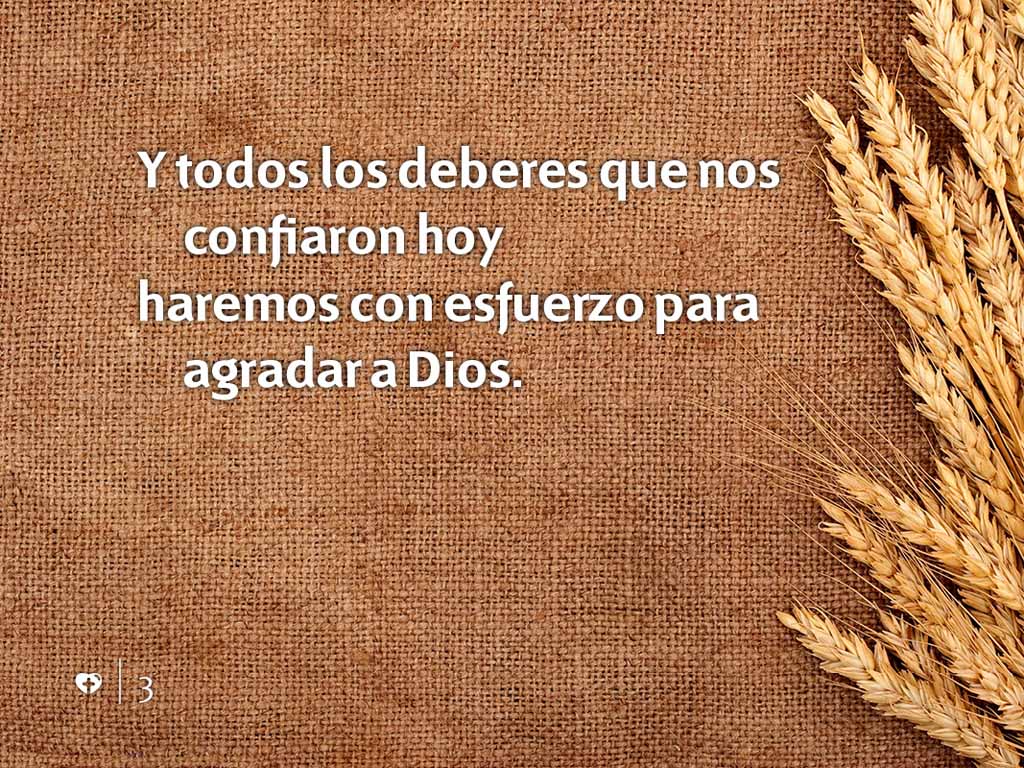 Y todos los deberes que nos
confiaron hoy
haremos con esfuerzo para
agradar a Dios.
3